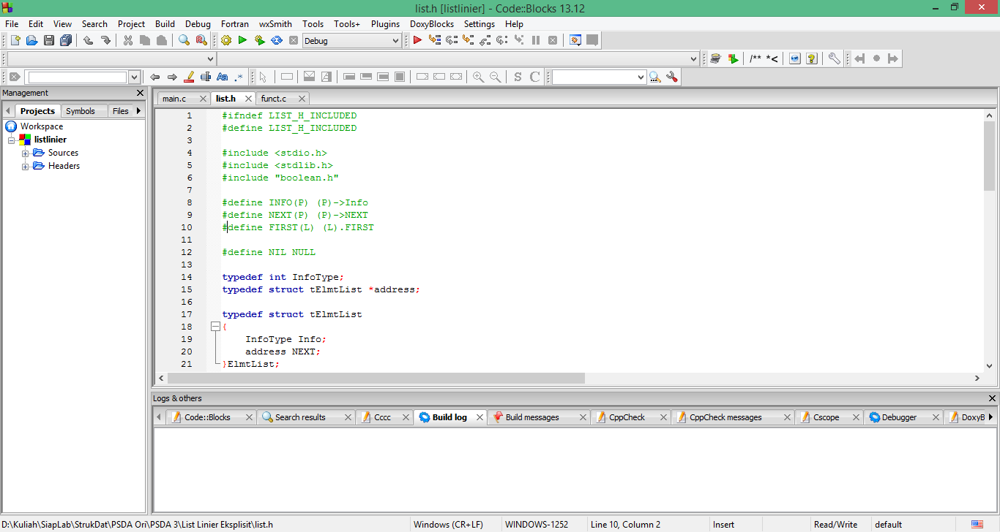 list.h [listlinier] - Code::Blocks 13.12
File Edit View Search Project Build Debug Fortran wxSmith Tools Tools+ Plugins DoxyBlocks Settings Help
Debug
/** *<
Aa .*
S C
Management
Projects Symbols Files
Workspace
listlinier
Sources
Headers
main.c list.h funct.c
1 #ifndef LIST_H_INCLUDED
2 #define LIST_H_INCLUDED
3
4 #include <stdio.h>
5 #include <stdlib.h>
6 #include "boolean.h"
7
8 #define INFO(P) (P)->Info
9 #define NEXT(P) (P)->NEXT
10 #define FIRST(L) (L).FIRST
11
12 #define NIL NULL
13
14 typedef int InfoType;
15 typedef struct tElmtList *address;
16
17 typedef struct tElmtList
18 {
19 InfoType Info;
20 address NEXT;
21 }ElmtList;
Logs & others
Code::Blocks Search results Cccc Build log Build messages CppCheck CppCheck messages Cscope Debugger DoxyB
D:\Kuliah\SiapLab\StrukDat\PSDA Ori\PSDA 3\List Linier Eksplisit\list.h Windows (CR+LF) WINDOWS-1252 Line 10, Column 2 Insert Read/Write default